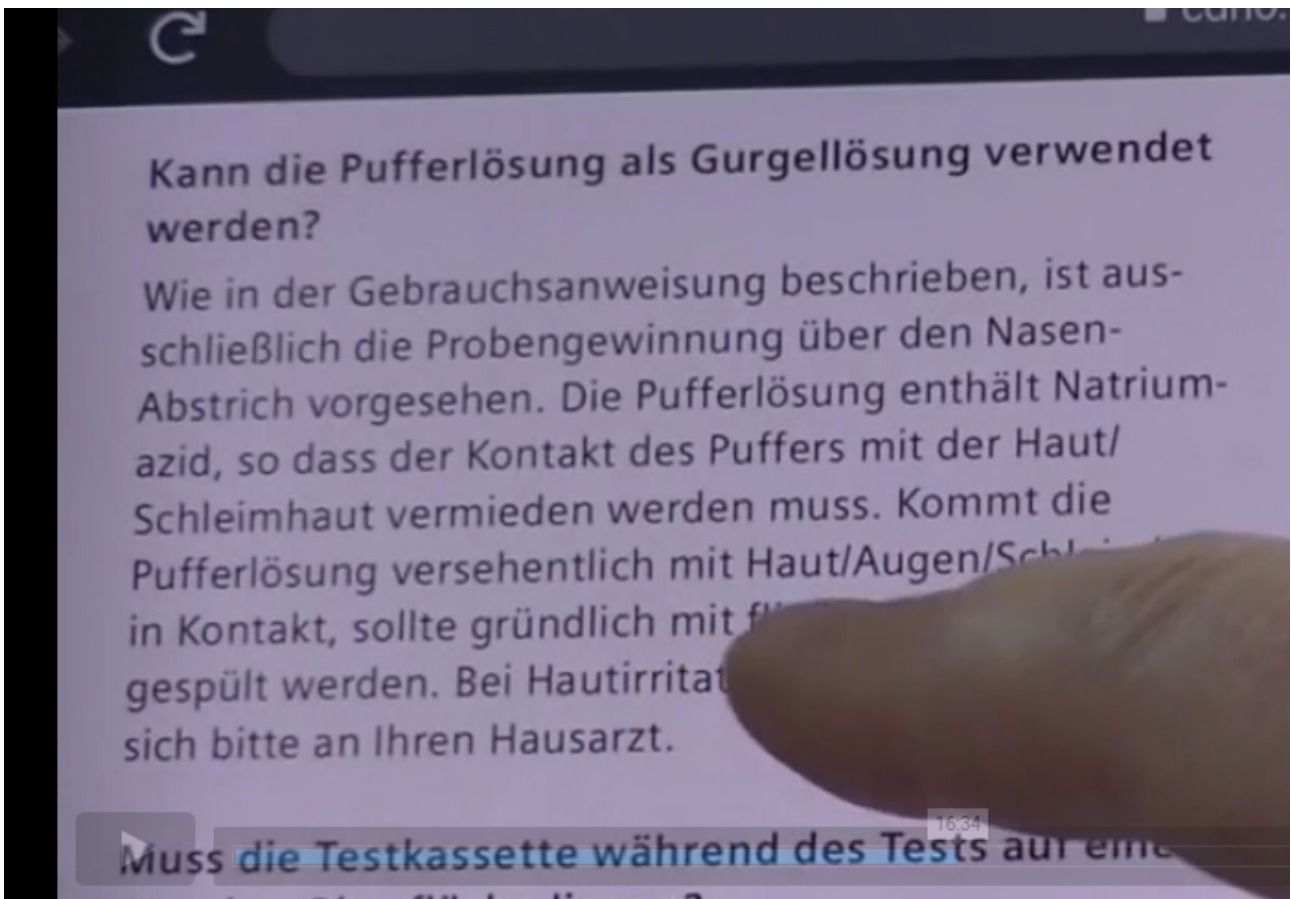 Kann die Pufferlösung als Gurgellösung verwendet
werden?
Wie in der Gebrauchsanweisung beschrieben, ist aus-
schließlich die Probengewinnung über den Nasen-
Abstrich vorgesehen. Die Pufferlösung enthält Natrium-
azid, so dass der Kontakt des Puffers mit der Haut/
Schleimhaut vermieden werden muss. Kommt die
Pufferlösung versehentlich mit Haut/Augen/
in Kontakt, sollte gründlich mit
gespült werden. Bei
sich bitte an Ihren Hausarzt.
16:34
Muss die Testkassette während des Tests auf